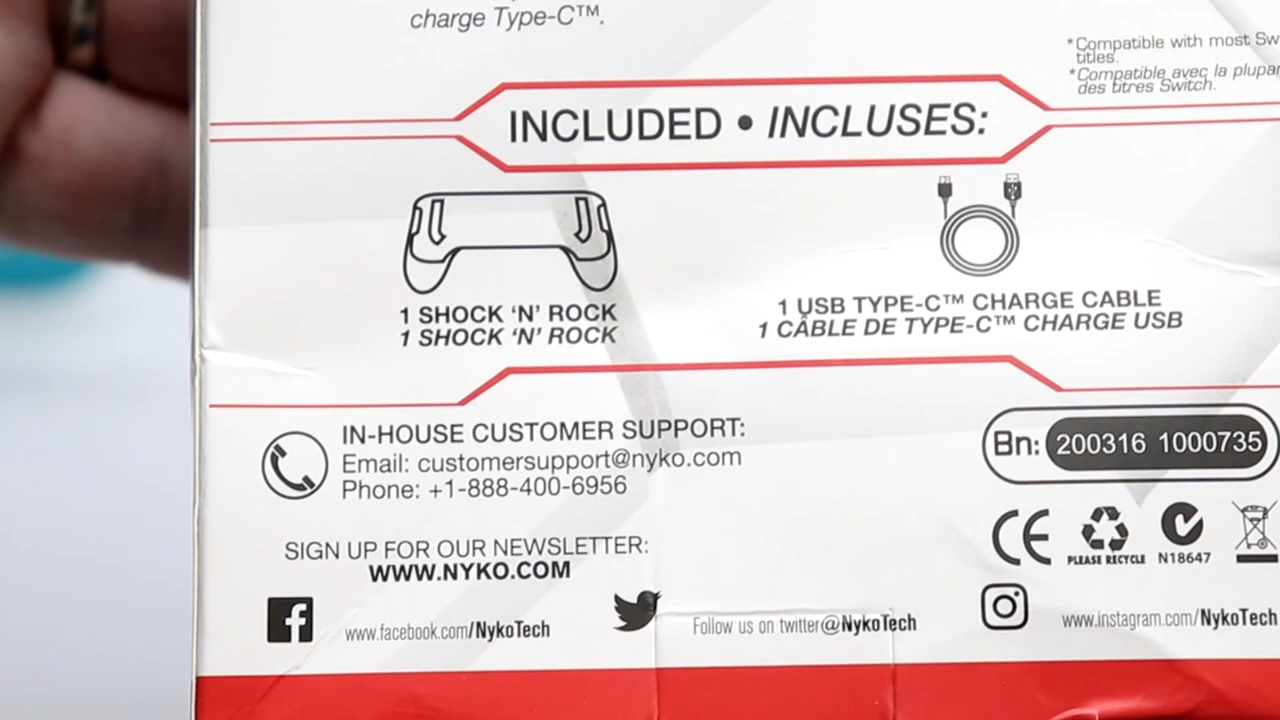 charge Type-C™.
*Compatible with most Sw
titles.
*Compatible avec la plupar
des titres Switch.
INCLUDED • INCLUSES:
1 SHOCK ‘N’ ROCK
1 SHOCK ‘N’ ROCK
1 USB TYPE-C™ CHARGE CABLE
1 CÂBLE DE TYPE-C™ CHARGE USB
IN-HOUSE CUSTOMER SUPPORT:
Email: customersupport@nyko.com
Phone: +1-888-400-6956
Bn: 200316 1000735
CE
PLEASE RECYCLE
N18647
SIGN UP FOR OUR NEWSLETTER:
WWW.NYKO.COM
www.facebook.com/NykoTech
Follow us on twitter@NykoTech
www.instagram.com/NykoTech